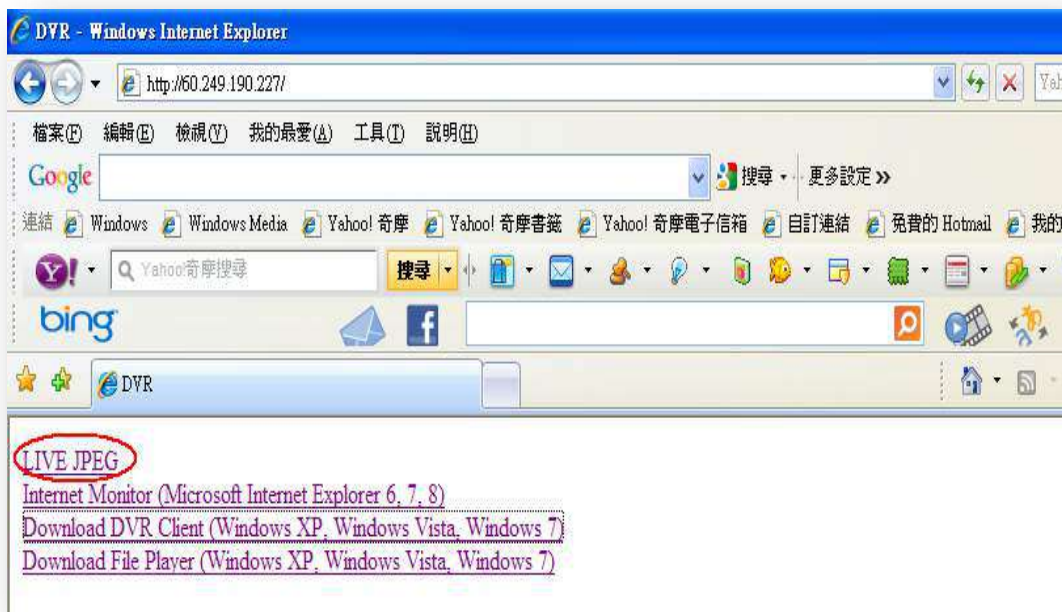 DVR - Windows Internet Explorer
http://60.249.190.227/
Yah
檔案(F) 編輯(E) 檢視(V) 我的最愛(A) 工具(T) 說明(H)
Google 搜尋 更多設定 »
連結 Windows Windows Media Yahoo! 奇摩 Yahoo! 奇摩書籤 Yahoo! 奇摩電子信箱 自訂連結 免費的 Hotmail 我的
Y! Yahoo!奇摩搜尋 搜尋
bing f
DVR
LIVE JPEG
Internet Monitor (Microsoft Internet Explorer 6, 7, 8)
Download DVR Client (Windows XP, Windows Vista, Windows 7)
Download File Player (Windows XP, Windows Vista, Windows 7)